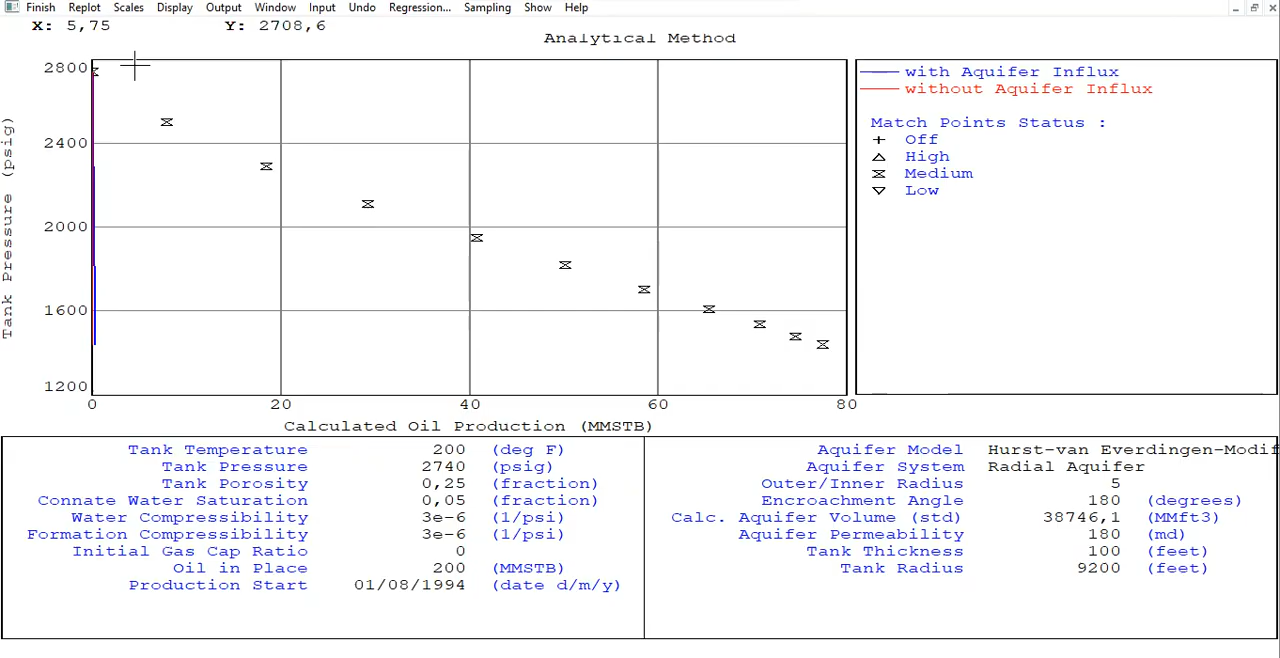 Finish Replot Scales Display Output Window Input Undo Regression... Sampling Show Help
X: 5,75 Y: 2708,6
Analytical Method
Tank Pressure (psig)
2800
2400
2000
1600
1200
0 20 40 60 80
Calculated Oil Production (MMSTB)
with Aquifer Influx
without Aquifer Influx
Match Points Status :
Off
High
Medium
Low
Tank Temperature 200 (deg F)
Tank Pressure 2740 (psig)
Tank Porosity 0,25 (fraction)
Connate Water Saturation 0,05 (fraction)
Water Compressibility 3e-6 (1/psi)
Formation Compressibility 3e-6 (1/psi)
Initial Gas Cap Ratio 0
Oil in Place 200 (MMSTB)
Production Start 01/08/1994 (date d/m/y)
Aquifer Model Hurst-van Everdingen-Modif
Aquifer System Radial Aquifer
Outer/Inner Radius 5
Encroachment Angle 180 (degrees)
Calc. Aquifer Volume (std) 38746,1 (MMft3)
Aquifer Permeability 180 (md)
Tank Thickness 100 (feet)
Tank Radius 9200 (feet)